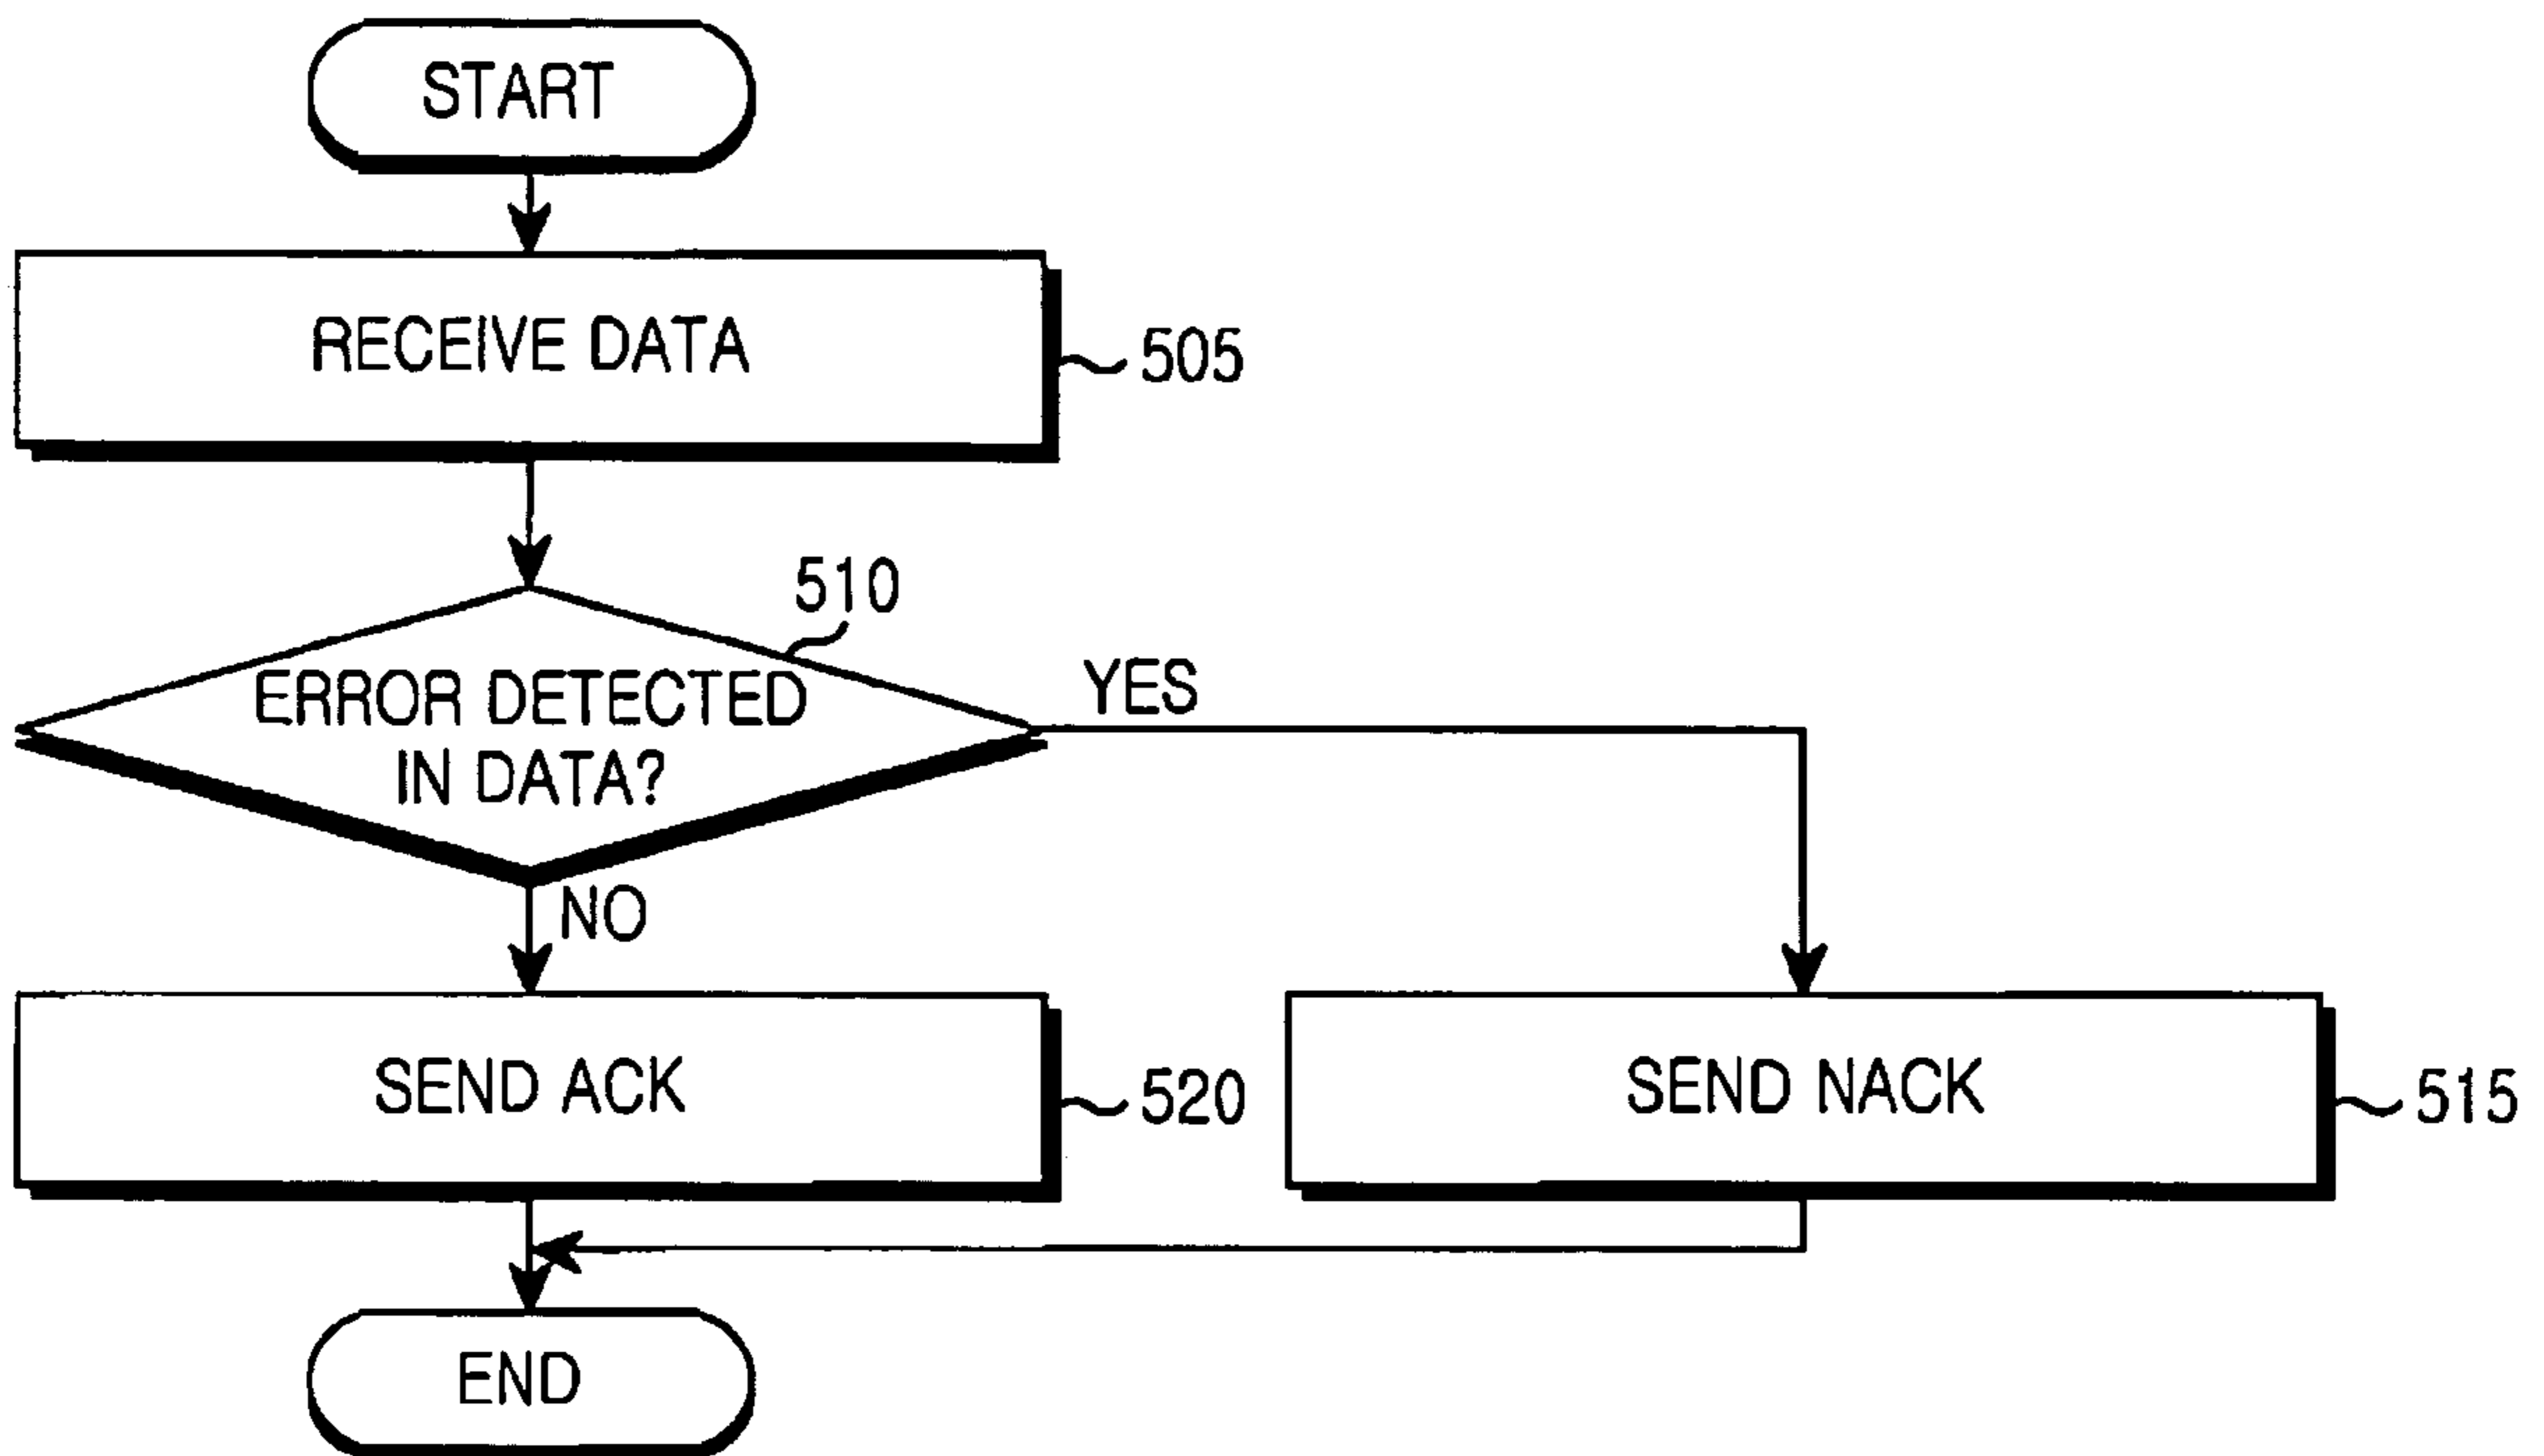 START
RECEIVE DATA
505
510
ERROR DETECTED
IN DATA?
YES
NO
SEND ACK
520
SEND NACK
515
END